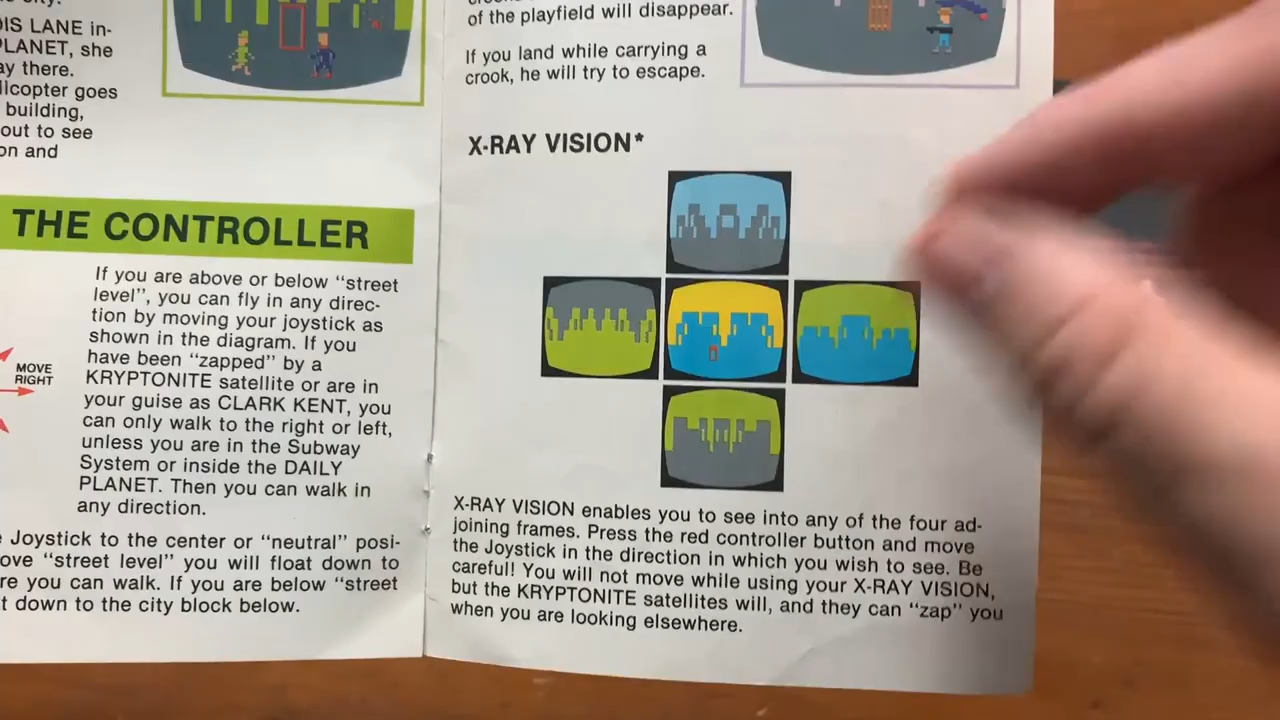 city.
DIS LANE in-
PLANET, she
ay there.
licopter goes
building,
out to see
on and
THE CONTROLLER
If you are above or below “street
level”, you can fly in any direc-
tion by moving your joystick as
shown in the diagram. If you
have been “zapped” by a
KRYPTONITE satellite or are in
your guise as CLARK KENT, you
can only walk to the right or left,
unless you are in the Subway
System or inside the DAILY
PLANET. Then you can walk in
any direction.
MOVE
RIGHT
Joystick to the center or “neutral” posi-
ove “street level” you will float down to
re you can walk. If you are below “street
t down to the city block below.
of the playfield will disappear.
If you land while carrying a
crook, he will try to escape.
X-RAY VISION*
X-RAY VISION enables you to see into any of the four ad-
joining frames. Press the red controller button and move
the Joystick in the direction in which you wish to see. Be
careful! You will not move while using your X-RAY VISION,
but the KRYPTONITE satellites will, and they can “zap” you
when you are looking elsewhere.